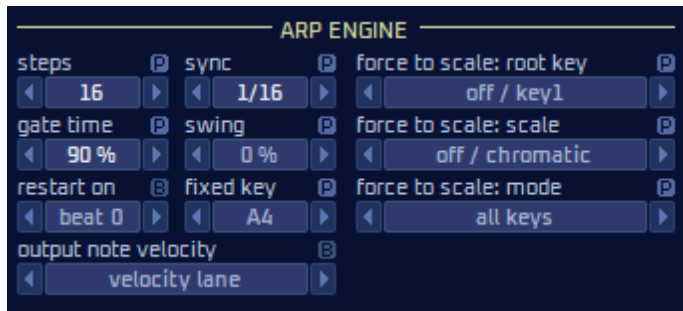 ARP ENGINE
steps P sync P force to scale: root key P
16 1/16 off / key1
gate time P swing P force to scale: scale P
90 % 0 % off / chromatic
restart on B fixed key P force to scale: mode P
beat 0 A4 all keys
output note velocity B
velocity lane